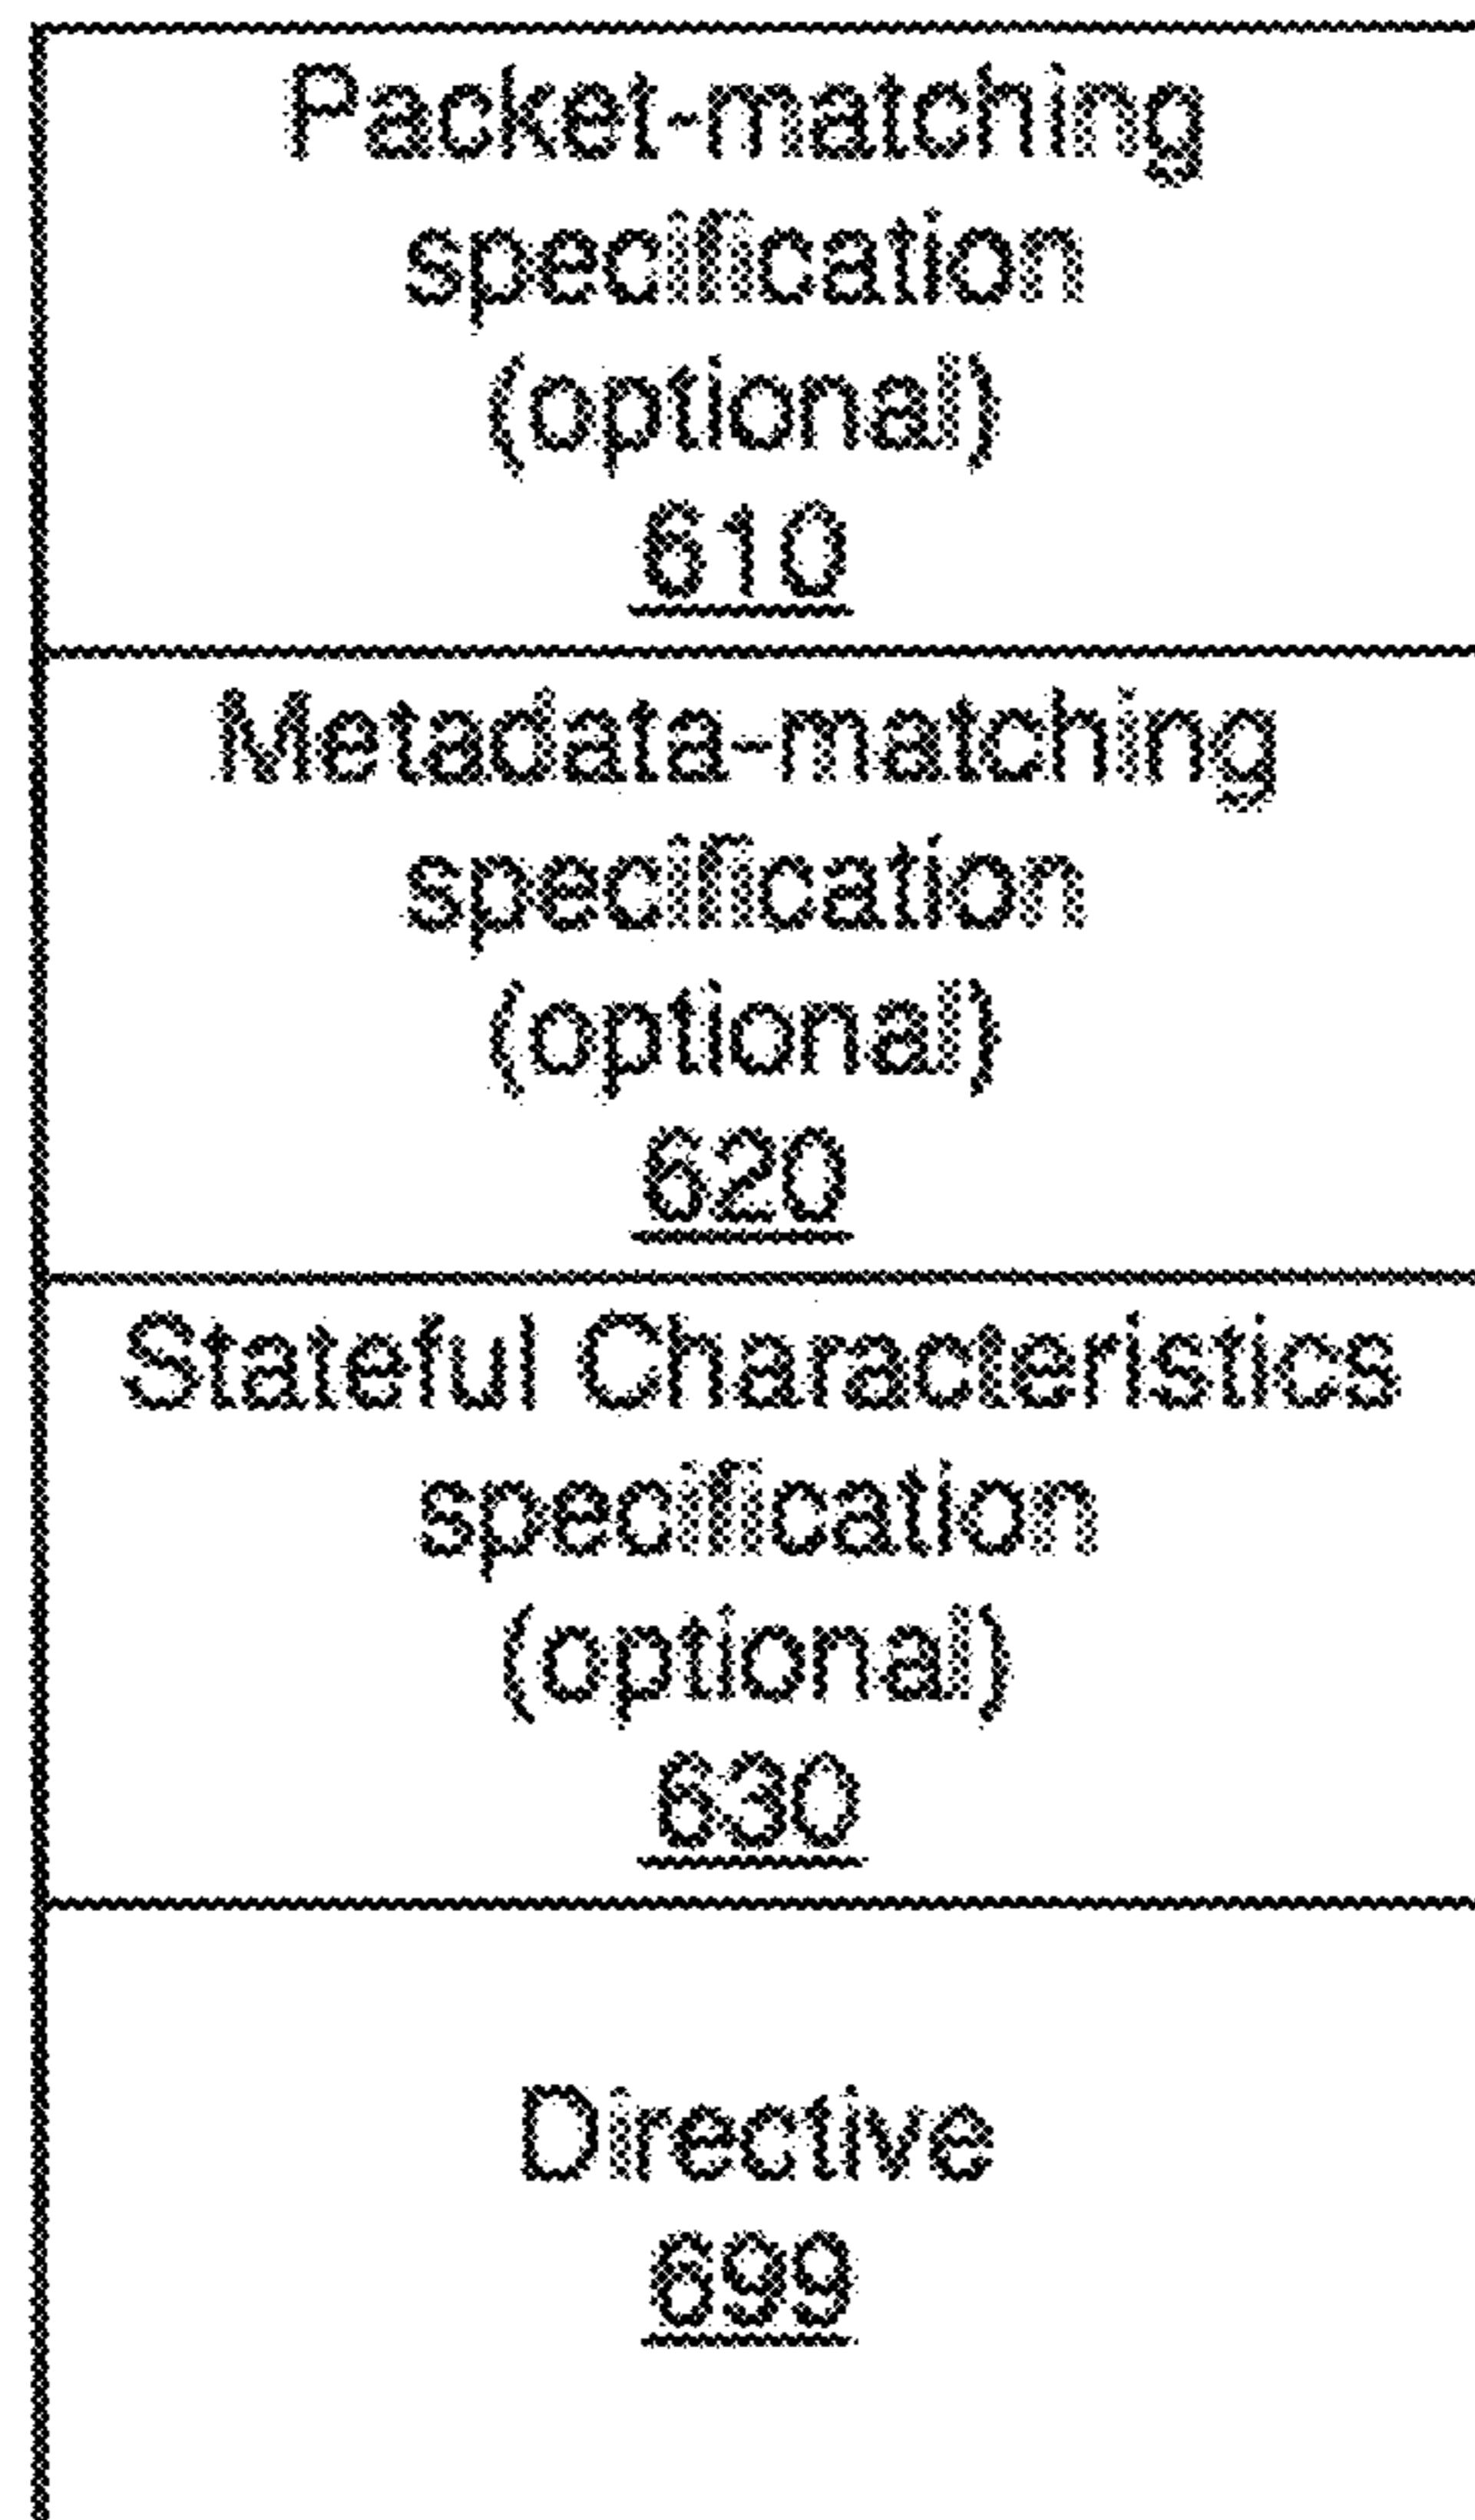 Packet-matching
specification
(optional)
610
Metadata-matching
specification
(optional)
620
Stateful Characteristics
specification
(optional)
630
Directive
699